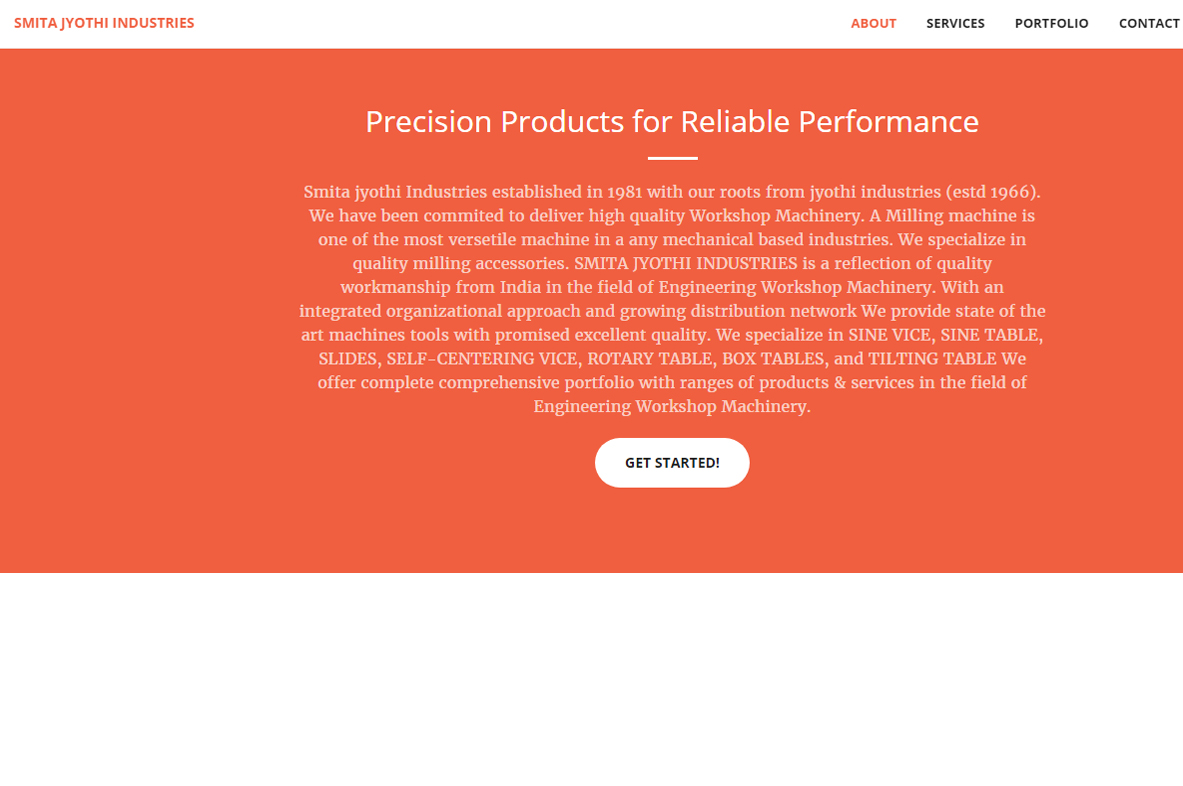 SMITA JYOTHI INDUSTRIES
ABOUT SERVICES PORTFOLIO CONTACT
Precision Products for Reliable Performance
Smita jyothi Industries established in 1981 with our roots from jyothi industries (estd 1966).
We have been commited to deliver high quality Workshop Machinery. A Milling machine is
one of the most versetile machine in a any mechanical based industries. We specialize in
quality milling accessories. SMITA JYOTHI INDUSTRIES is a reflection of quality
workmanship from India in the field of Engineering Workshop Machinery. With an
integrated organizational approach and growing distribution network We provide state of the
art machines tools with promised excellent quality. We specialize in SINE VICE, SINE TABLE,
SLIDES, SELF-CENTERING VICE, ROTARY TABLE, BOX TABLES, and TILTING TABLE We
offer complete comprehensive portfolio with ranges of products & services in the field of
Engineering Workshop Machinery.
GET STARTED!